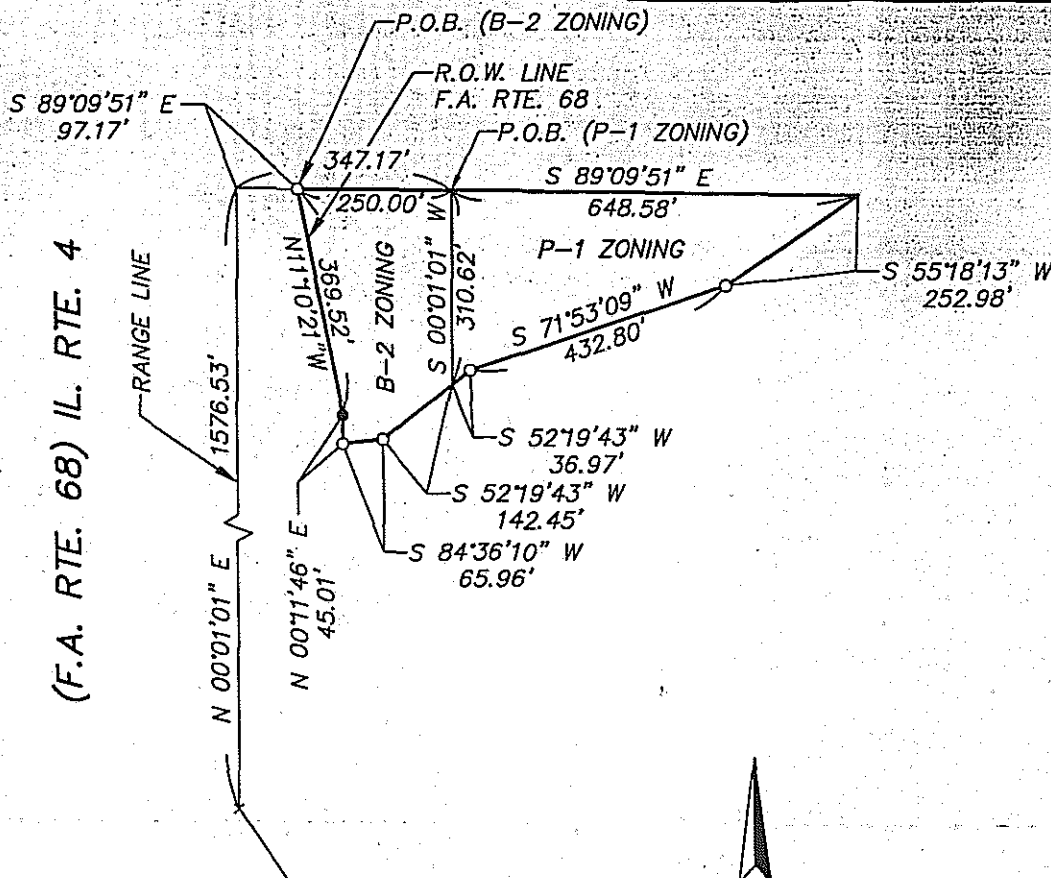 P.O.B. (B-2 ZONING)
R.O.W. LINE
F.A. RTE. 68
S 89°09'51" E
97.17'
P.O.B. (P-1 ZONING)
347.17'
S 89°09'51" E
250.00'
648.58'
P-1 ZONING
N11°10'21"W
369.52'
B-2 ZONING
S 00°01'01" W
310.62'
S 55°18'13" W
252.98'
S 71°53'09" W
432.80'
(F.A. RTE. 68) IL. RTE. 4
RANGE LINE
1576.53'
S 52°19'43" W
36.97'
S 52°19'43" W
142.45'
S 84°36'10" W
65.96'
N 00°11'46" E
45.01'
N 00°01'01" E